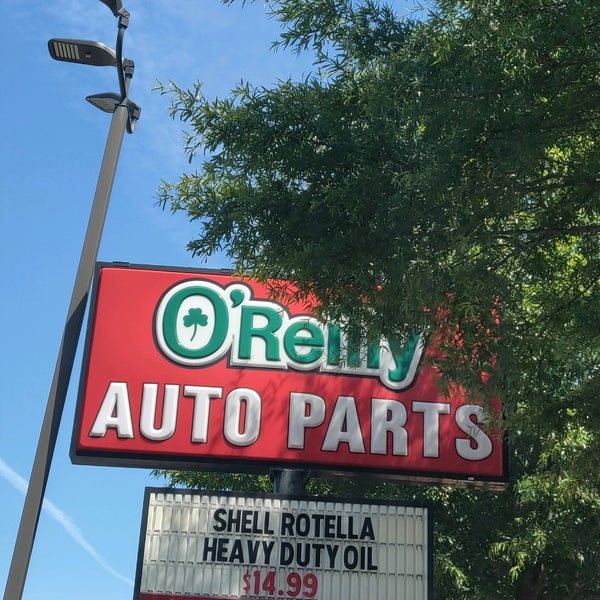 O'Reilly
AUTO PARTS
SHELL ROTELLA
HEAVY DUTY OIL
$14.99